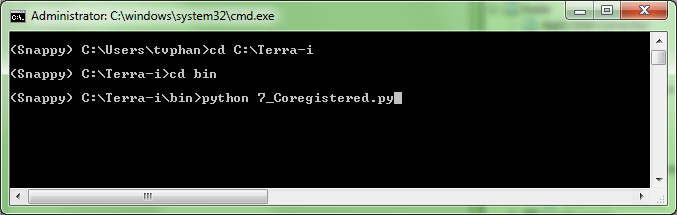 Administrator: C:\windows\system32\cmd.exe
(Snappy) C:\Users\tvphan>cd C:\Terra-i
(Snappy) C:\Terra-i>cd bin
(Snappy) C:\Terra-i\bin>python 7_Coregistered.py